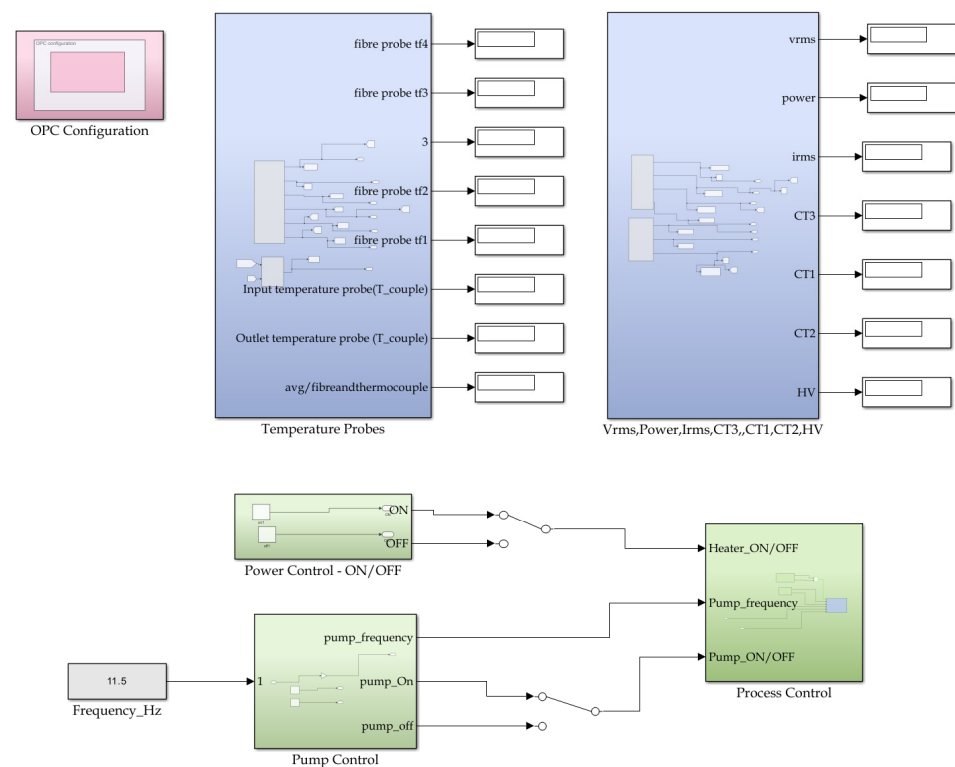 OPC configuration
OPC Configuration
fibre probe tf4
fibre probe tf3
3
fibre probe tf2
fibre probe tf1
Input temperature probe(T_couple)
Outlet temperature probe (T_couple)
avg/fibreandthermocouple
Temperature Probes
vrms
power
irms
CT3
CT1
CT2
HV
Vrms,Power,Irms,CT3,,CT1,CT2,HV
ON
OFF
Power Control - ON/OFF
11.5
Frequency_Hz
1
pump_frequency
pump_On
pump_off
Pump Control
Heater_ON/OFF
Pump_frequency
Pump_ON/OFF
Process Control